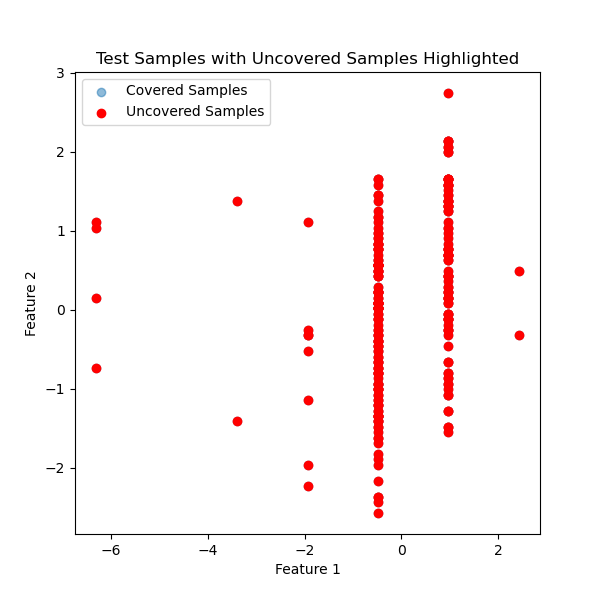 Test Samples with Uncovered Samples Highlighted
Covered Samples
Uncovered Samples
3
2
1
0
−1
−2
Feature 2
−6
−4
−2
0
2
Feature 1